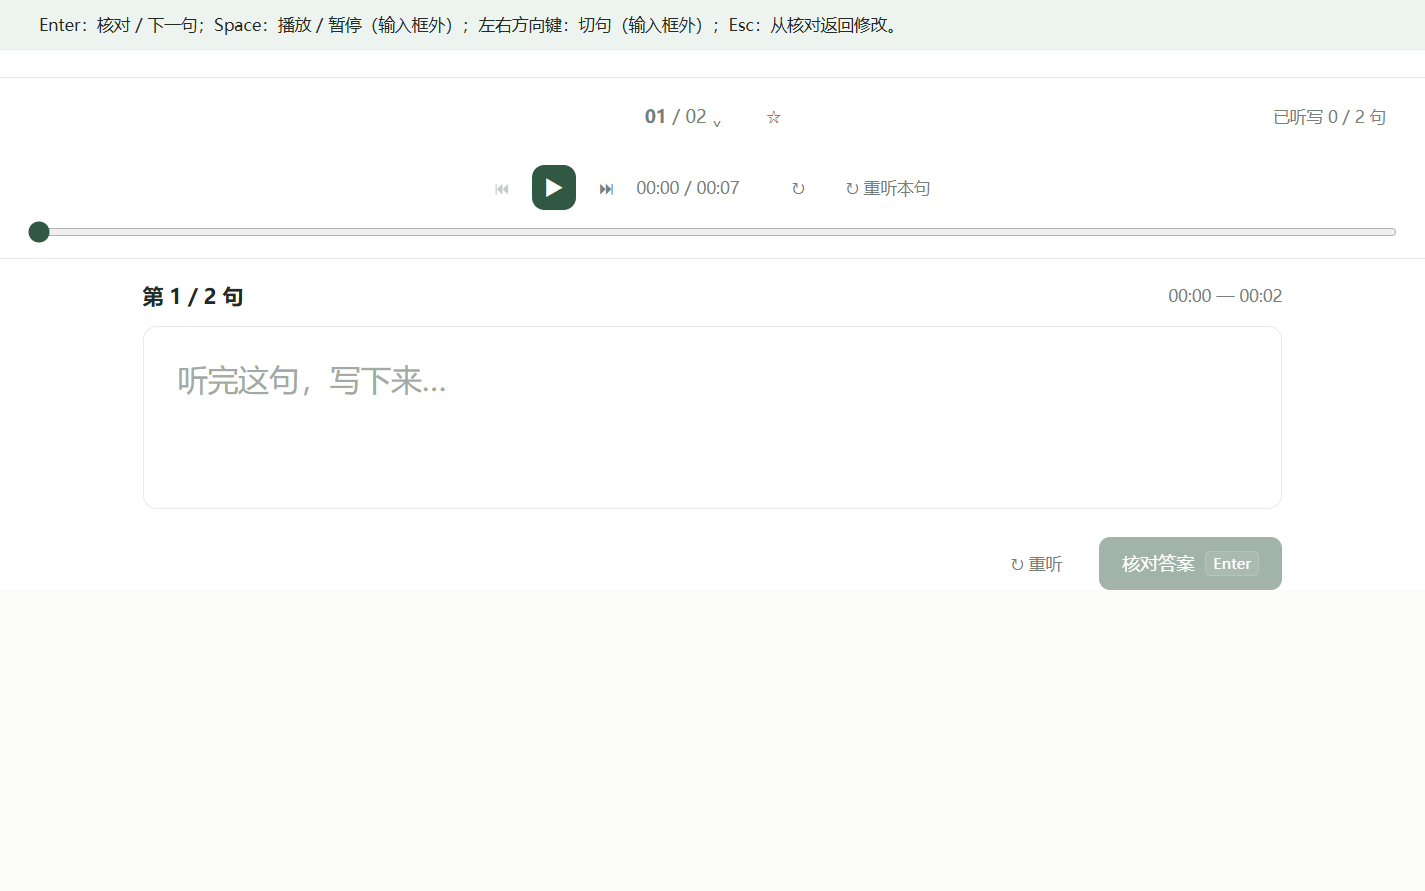 Enter：核对 / 下一句；Space：播放 / 暂停（输入框外）；左右方向键：切句（输入框外）；Esc：从核对返回修改。
01 / 02 ⌄ ☆ 已听写 0 / 2 句
⏮ ▶ ⏭ 00:00 / 00:07 ↻ ↻ 重听本句
第 1 / 2 句 00:00 — 00:02
听完这句，写下来...
↻ 重听 核对答案 Enter